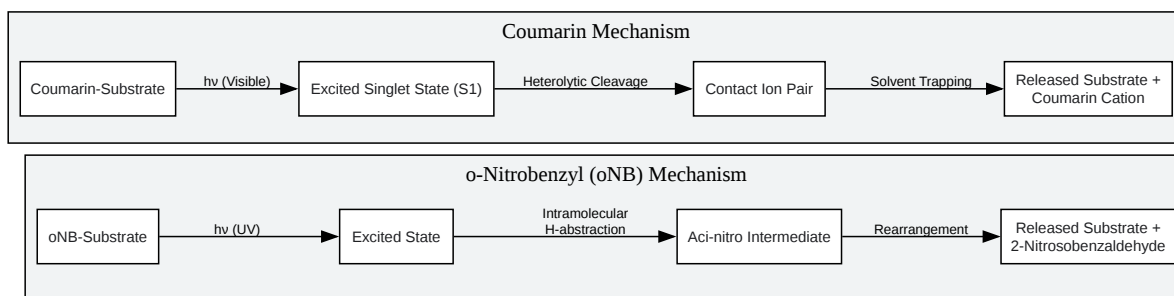 Coumarin Mechanism
Coumarin-Substrate
hν (Visible)
Excited Singlet State (S1)
Heterolytic Cleavage
Contact Ion Pair
Solvent Trapping
Released Substrate +
Coumarin Cation
o-Nitrobenzyl (oNB) Mechanism
oNB-Substrate
hν (UV)
Excited State
Intramolecular
H-abstraction
Aci-nitro Intermediate
Rearrangement
Released Substrate +
2-Nitrosobenzaldehyde